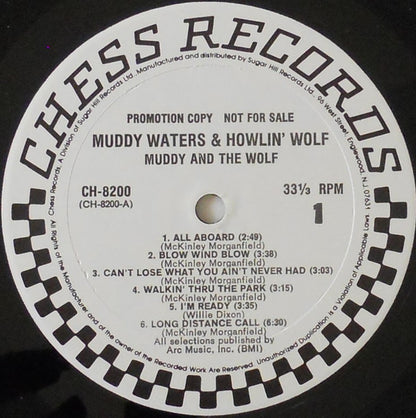 CHESS RECORDS
Chess Records, A Division of Sugar Hill Records Ltd., Manufactured and distributed by Sugar Hill Records Ltd., 96 West Street, Englewood, N.J. 07631
PROMOTION COPY NOT FOR SALE
MUDDY WATERS & HOWLIN' WOLF
MUDDY AND THE WOLF
CH-8200
(CH-8200-A)
33⅓ RPM
1
1. ALL ABOARD (2:49)
(McKinley Morganfield)
2. BLOW WIND BLOW (3:38)
(McKinley Morganfield)
3. CAN'T LOSE WHAT YOU AIN'T NEVER HAD (3:03)
(McKinley Morganfield)
4. WALKIN' THRU THE PARK (3:15)
(McKinley Morganfield)
5. I'M READY (3:35)
(Willie Dixon)
6. LONG DISTANCE CALL (6:30)
(McKinley Morganfield)
All selections published by
Arc Music, Inc. (BMI)
All Rights of the Manufacturer and of the owner of the Recorded Work Are Reserved. Unauthorized Duplication is a Violation of Applicable Laws.